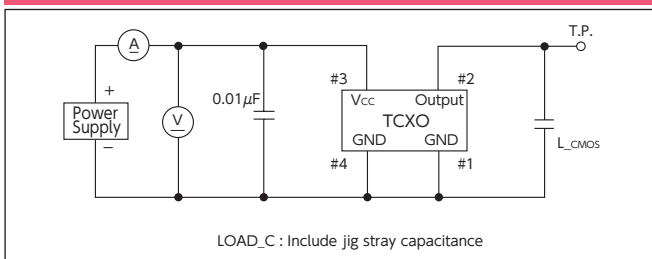 T.P.
A
#3
#2
+
0.01μF
Vcc
Output
Power
Supply
V
TCXO
L_CMOS
−
GND
GND
#4
#1
LOAD_C : Include jig stray capacitance